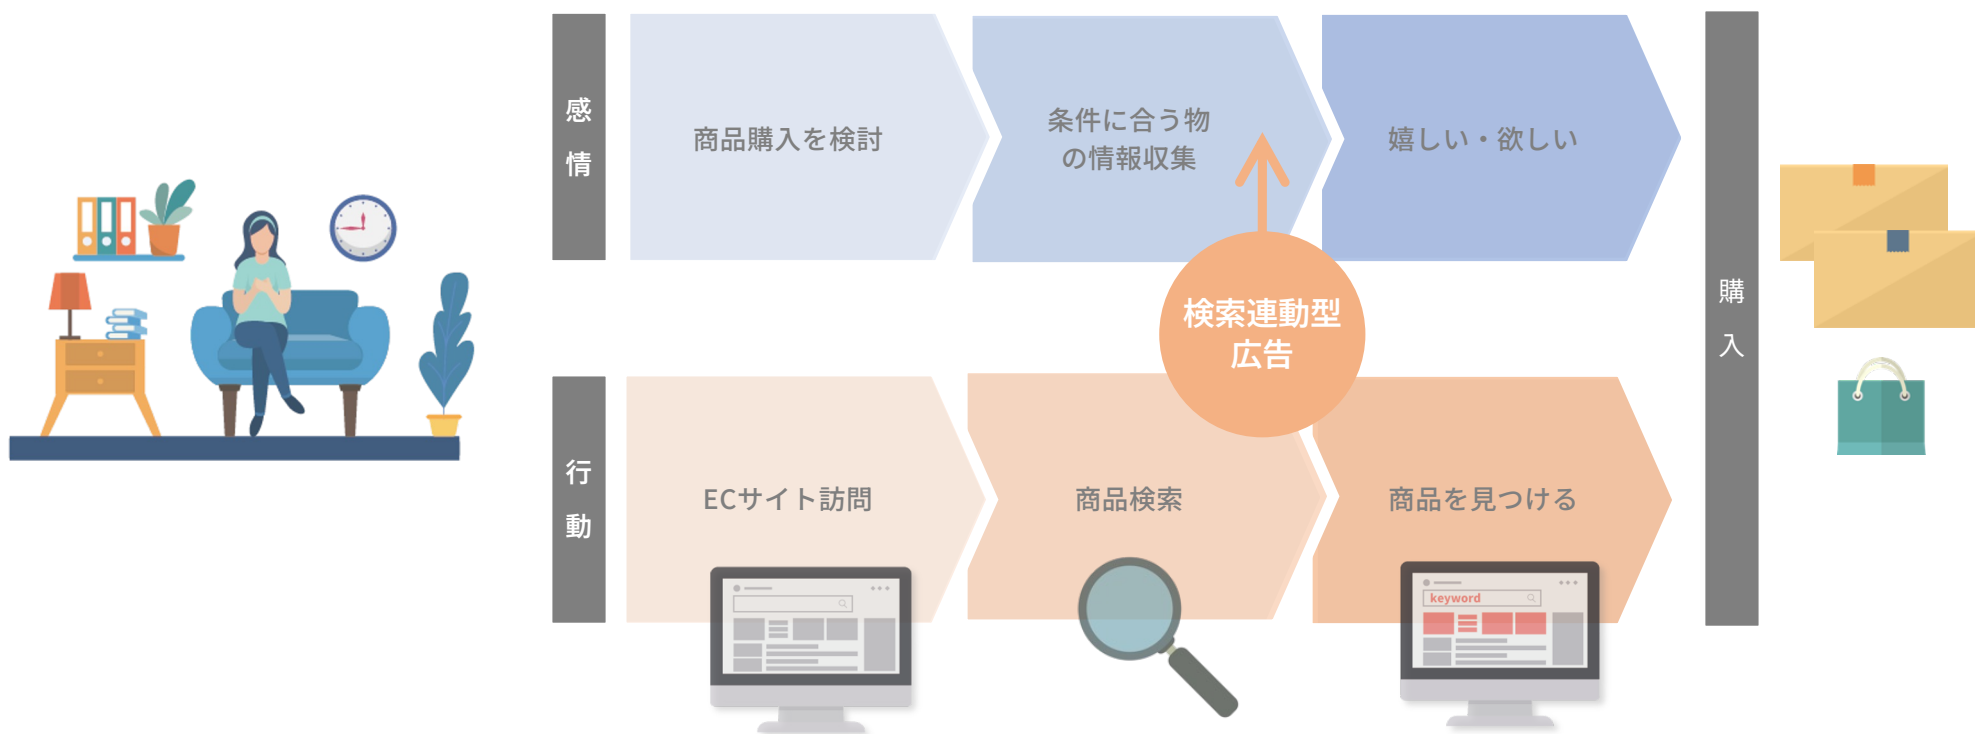 感情
商品購入を検討
条件に合う物
の情報収集
嬉しい・欲しい
検索連動型
広告
行動
ECサイト訪問
商品検索
商品を見つける
keyword
購入